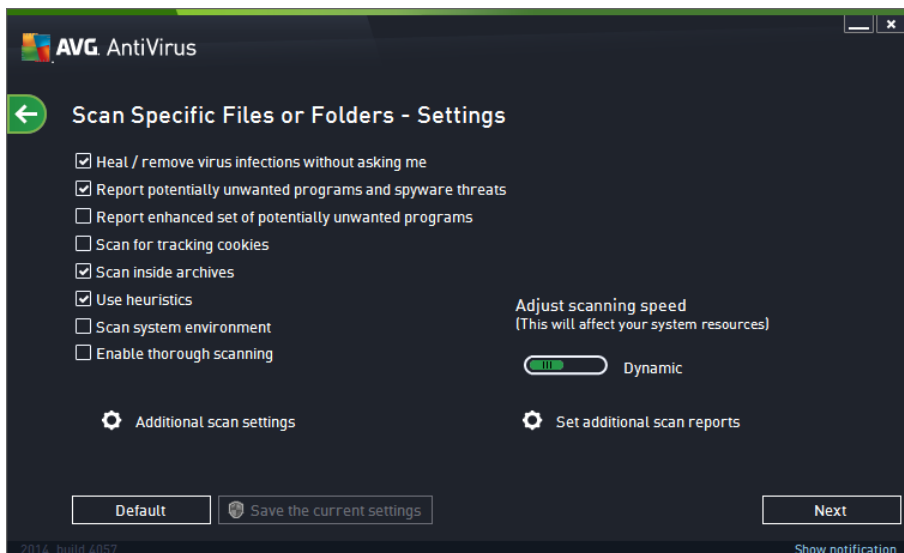 AVG. AntiVirus
Scan Specific Files or Folders - Settings
Heal / remove virus infections without asking me
Report potentially unwanted programs and spyware threats
Report enhanced set of potentially unwanted programs
Scan for tracking cookies
Scan inside archives
Use heuristics
Scan system environment
Enable thorough scanning
Adjust scanning speed
(This will affect your system resources)
Dynamic
Additional scan settings
Set additional scan reports
Default
Save the current settings
Next
2014, build 4057
Show notification